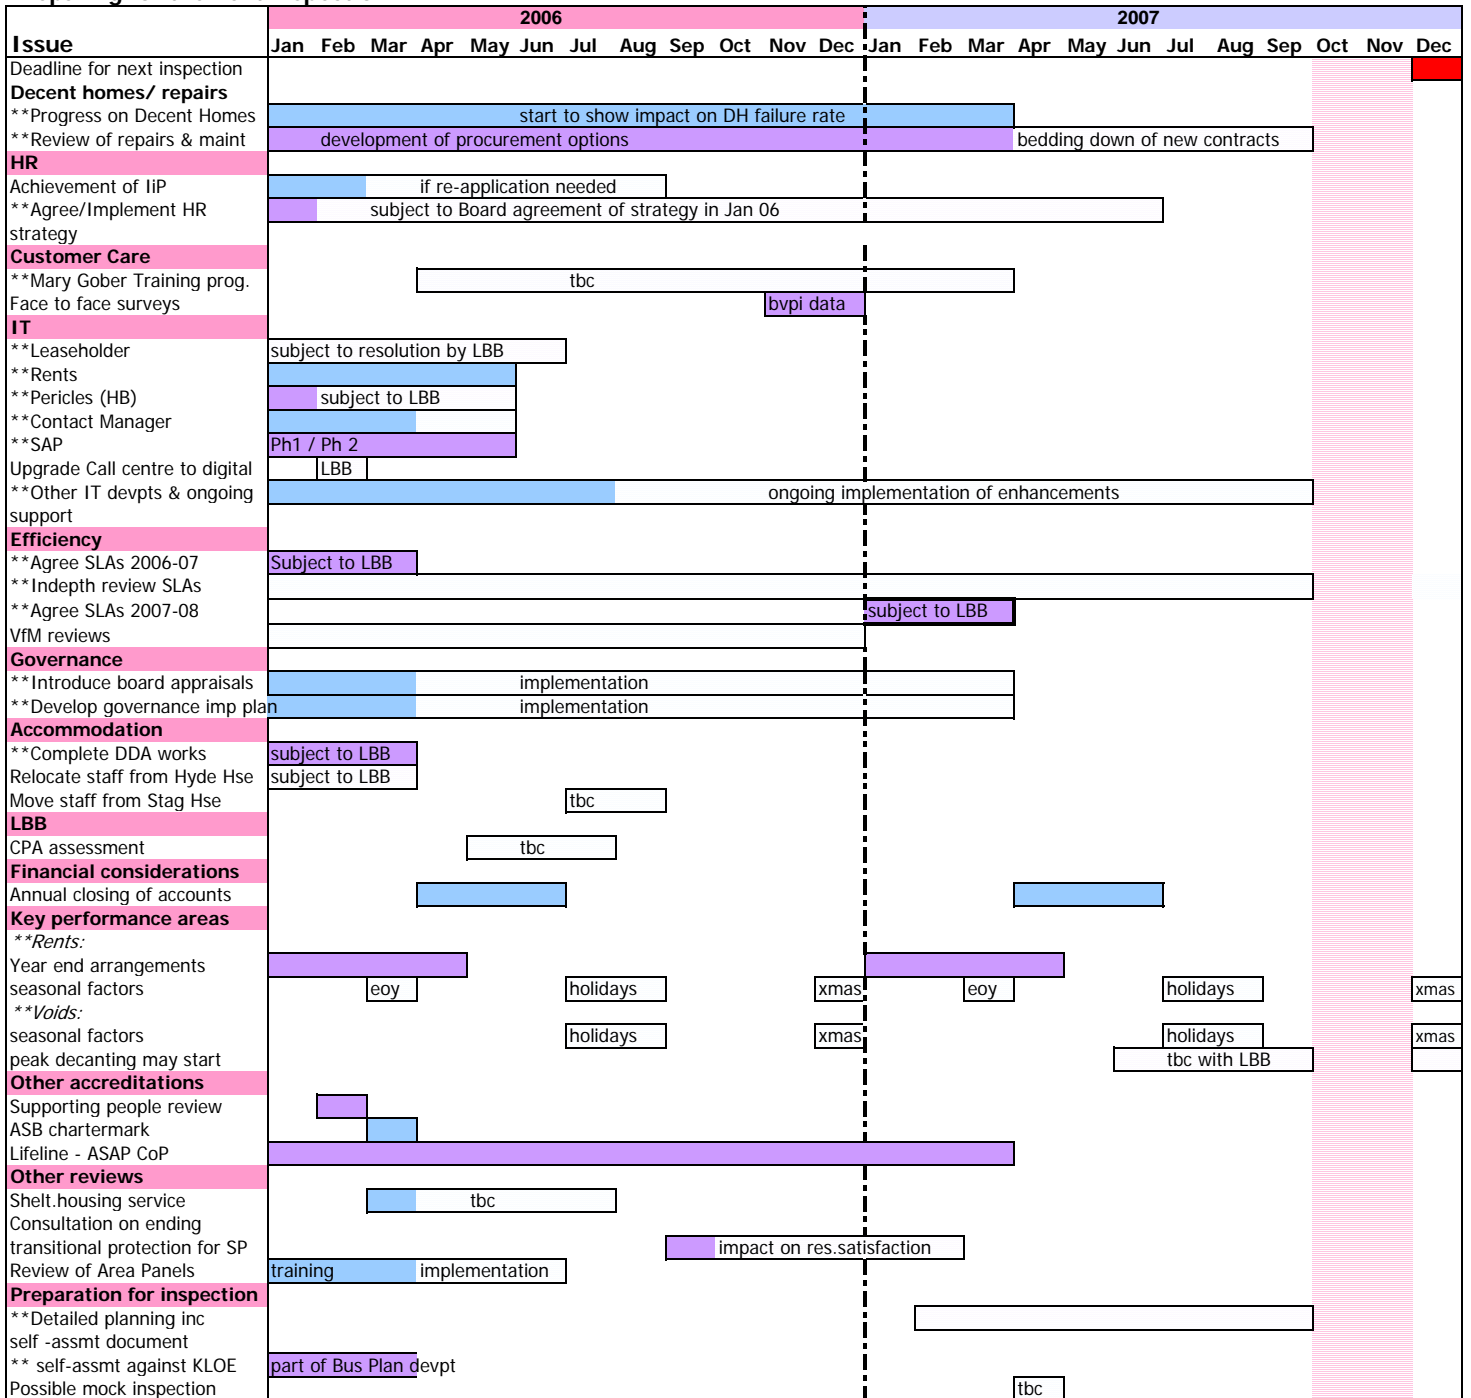 2006 2007
Issue Jan Feb Mar Apr May Jun Jul Aug Sep Oct Nov Dec Jan Feb Mar Apr May Jun Jul Aug Sep Oct Nov Dec
Deadline for next inspection
Decent homes/ repairs
**Progress on Decent Homes start to show impact on DH failure rate
**Review of repairs & maint development of procurement options bedding down of new contracts
HR
Achievement of IiP if re-application needed
**Agree/Implement HR subject to Board agreement of strategy in Jan 06
strategy
Customer Care
**Mary Gober Training prog. tbc
Face to face surveys bvpi data
IT
**Leaseholder subject to resolution by LBB
**Rents
**Pericles (HB) subject to LBB
**Contact Manager
**SAP Ph1 / Ph 2
Upgrade Call centre to digital LBB
**Other IT devpts & ongoing ongoing implementation of enhancements
support
Efficiency
**Agree SLAs 2006-07 Subject to LBB
**Indepth review SLAs
**Agree SLAs 2007-08 subject to LBB
VfM reviews
Governance
**Introduce board appraisals implementation
**Develop governance imp plan implementation
Accommodation
**Complete DDA works subject to LBB
Relocate staff from Hyde Hse subject to LBB
Move staff from Stag Hse tbc
LBB
CPA assessment tbc
Financial considerations
Annual closing of accounts
Key performance areas
**Rents:
Year end arrangements
seasonal factors eoy holidays xmas eoy holidays xmas
**Voids:
seasonal factors holidays xmas holidays xmas
peak decanting may start tbc with LBB
Other accreditations
Supporting people review
ASB chartermark
Lifeline - ASAP CoP
Other reviews
Shelt.housing service tbc
Consultation on ending
transitional protection for SP impact on res.satisfaction
Review of Area Panels training implementation
Preparation for inspection
**Detailed planning inc
self -assmt document
** self-assmt against KLOE part of Bus Plan devpt
Possible mock inspection tbc